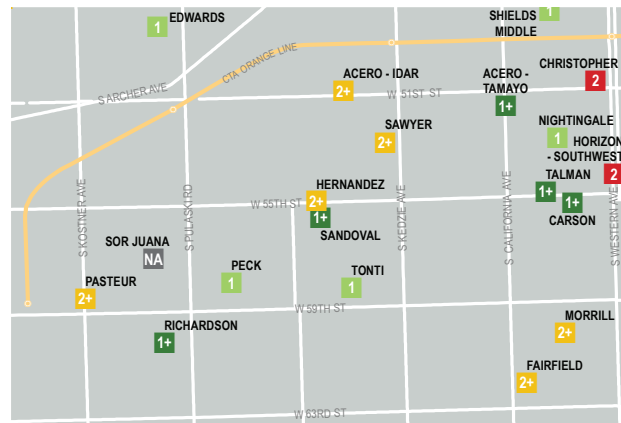 EDWARDS
1
SHIELDS
MIDDLE
1
CTA ORANGE LINE
S ARCHER AVE
ACERO - IDAR
2+
W 51ST ST
ACERO -
TAMAYO
1+
CHRISTOPHER
2
SAWYER
2+
NIGHTINGALE
1
HORIZON
- SOUTHWEST
2
TALMAN
1+
CARSON
1+
HERNANDEZ
2+
1+
SANDOVAL
W 55TH ST
S KOSTNER AVE
S PULASKI RD
S KEDZIE AVE
S CALIFORNIA AVE
S WESTERN AVE
SOR JUANA
NA
PECK
1
TONTI
1
PASTEUR
2+
W 59TH ST
RICHARDSON
1+
MORRILL
2+
FAIRFIELD
2+
W 63RD ST